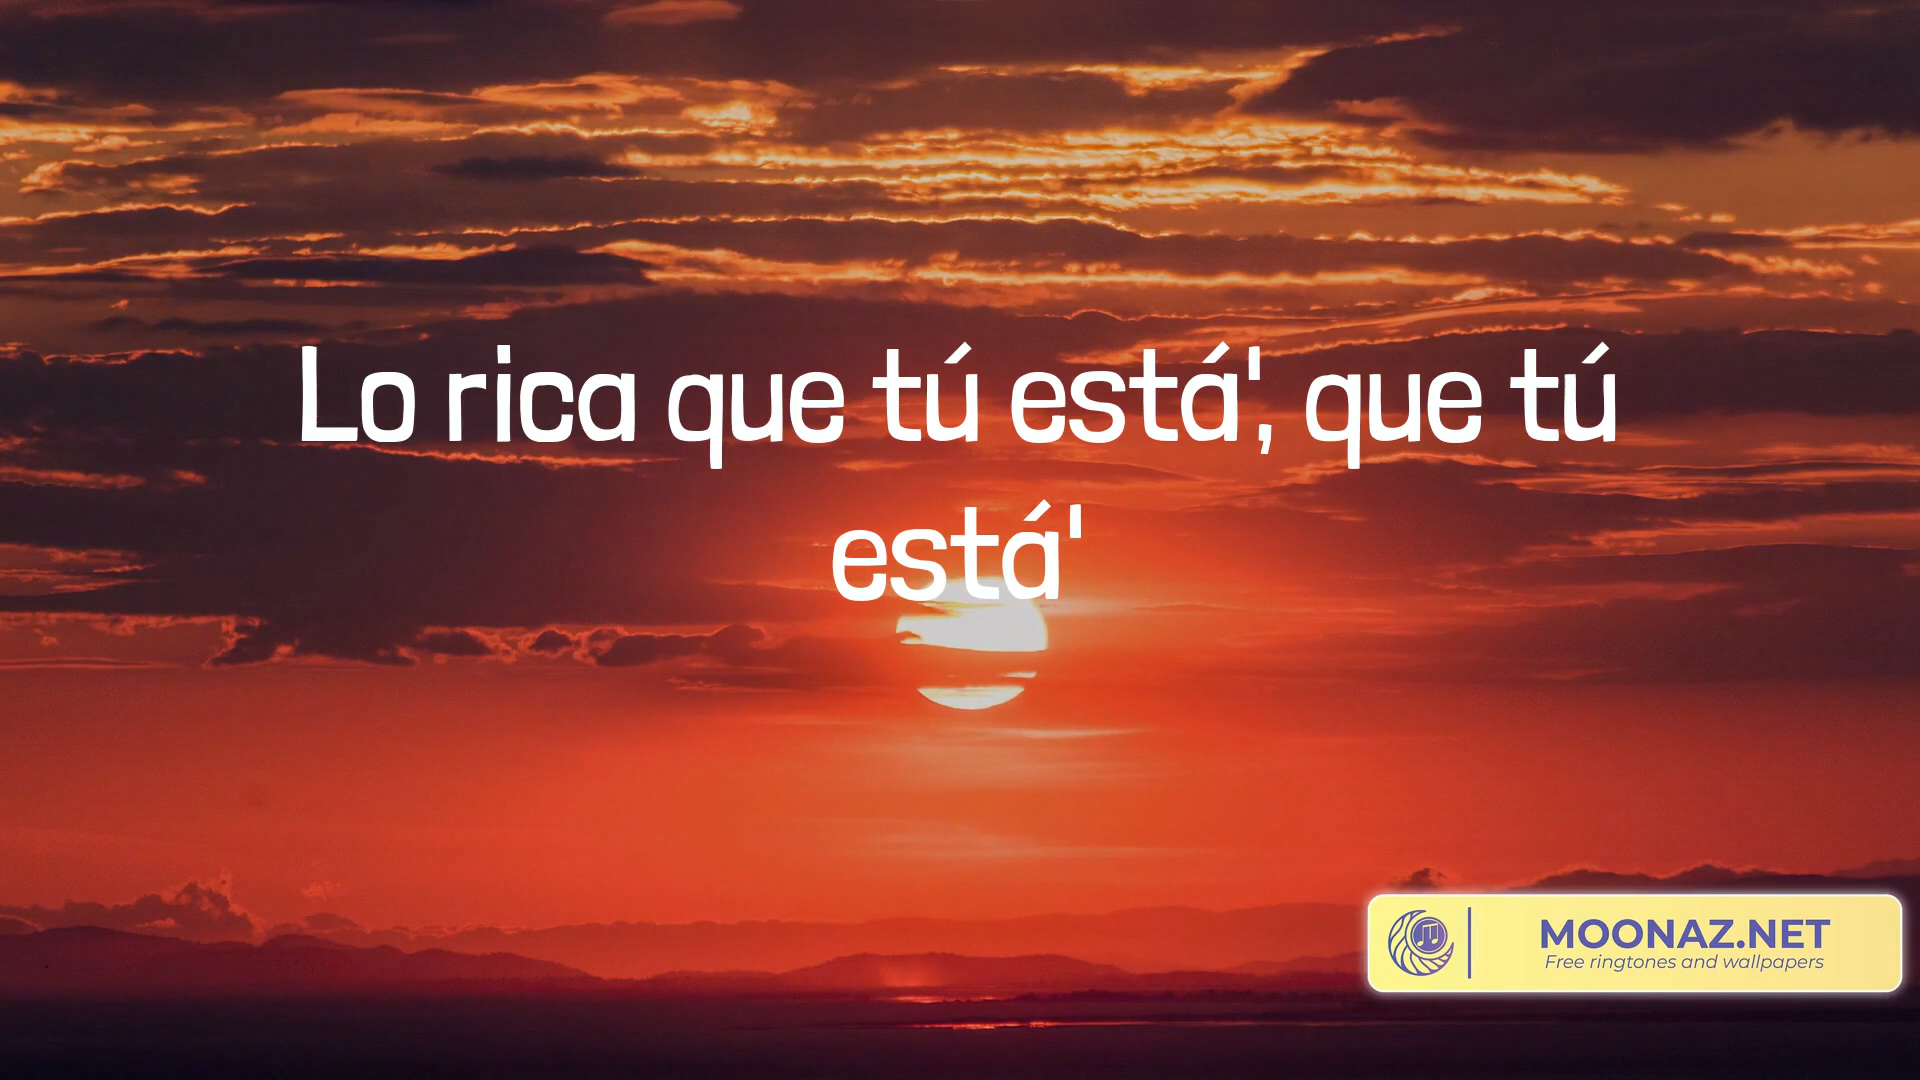 Lo rica que tú está', que tú
está'
MOONAZ.NET
Free ringtones and wallpapers